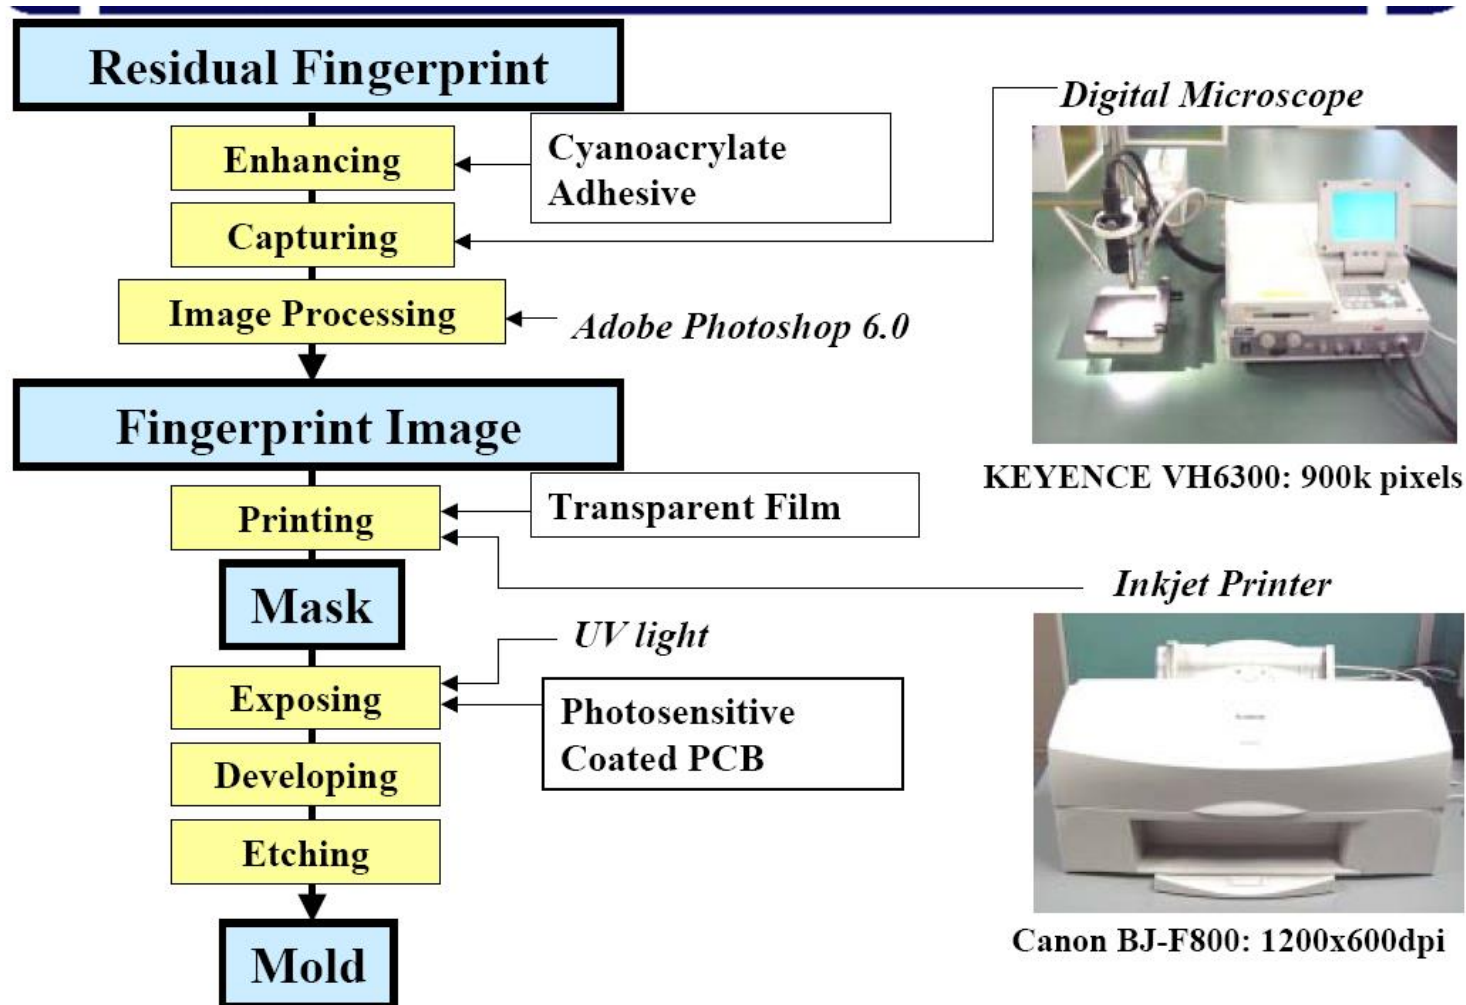 Residual Fingerprint
Enhancing
Cyanoacrylate
Adhesive
Capturing
Digital Microscope
Image Processing
Adobe Photoshop 6.0
KEYENCE VH6300: 900k pixels
Fingerprint Image
Printing
Transparent Film
Inkjet Printer
Mask
UV light
Exposing
Photosensitive
Coated PCB
Developing
Etching
Canon BJ-F800: 1200x600dpi
Mold